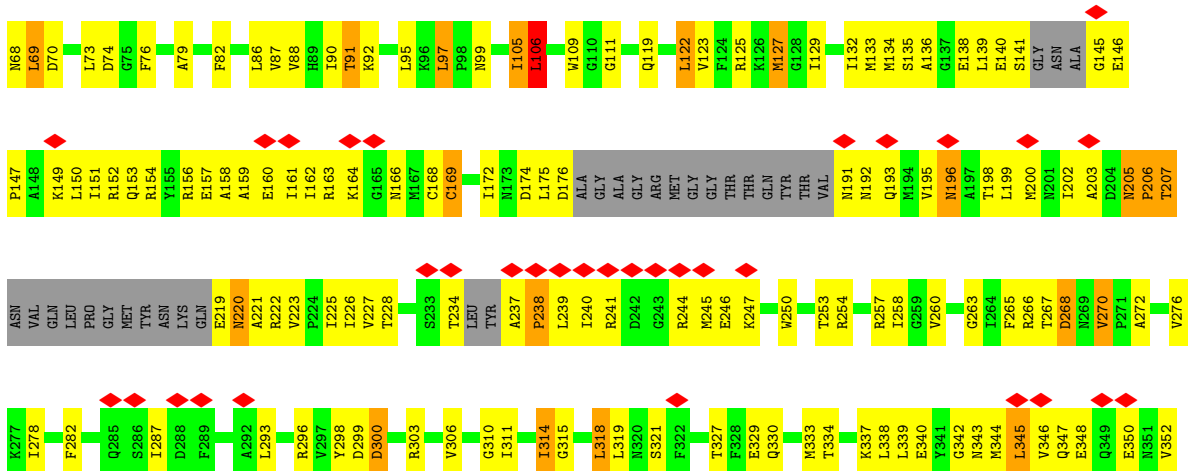 N68 L69 D70 L73 D74 G75 F76 A79 F82 L86 V87 V88 H89 I90 T91 K92 L95 K96 L97 P98 N99 I105 L106 W109 G110 G111 Q119 L122 V123 F124 R125 K126 M127 G128 I129 I132 M133 M134 S135 A136 G137 E138 L139 E140 S141 GLY ASN ALA G145 E146
P147 A148 K149 L150 I151 R152 Q153 R154 Y155 R156 E157 A158 A159 E160 I161 I162 R163 K164 G165 N166 M167 C168 C169 I172 N173 D174 L175 D176 ALA GLY ALA GLY ARG MET GLY GLY THR THR GLN TYR THR VAL N191 N192 Q193 M194 V195 N196 A197 T198 L199 M200 N201 I202 A203 D204 N205 P206 T207
ASN VAL GLN LEU PRO GLY MET TYR ASN LYS GLN E219 N220 A221 R222 V223 P224 I225 I226 V227 T228 S233 T234 LEU TYR A237 P238 L239 I240 R241 D242 G243 R244 M245 E246 K247 W250 T253 R254 R257 I258 G259 V260 G263 I264 F265 R266 T267 D268 N269 V270 P271 A272 V276
K277 I278 F282 Q285 S286 I287 D288 F289 A292 L293 R296 V297 Y298 D299 D300 R303 V306 G310 I311 I314 G315 L318 L319 N320 S321 F322 T327 F328 E329 Q330 M333 T334 K337 L338 L339 E340 Y341 G342 N343 M344 L345 V346 Q347 E348 Q349 E350 N351 V352